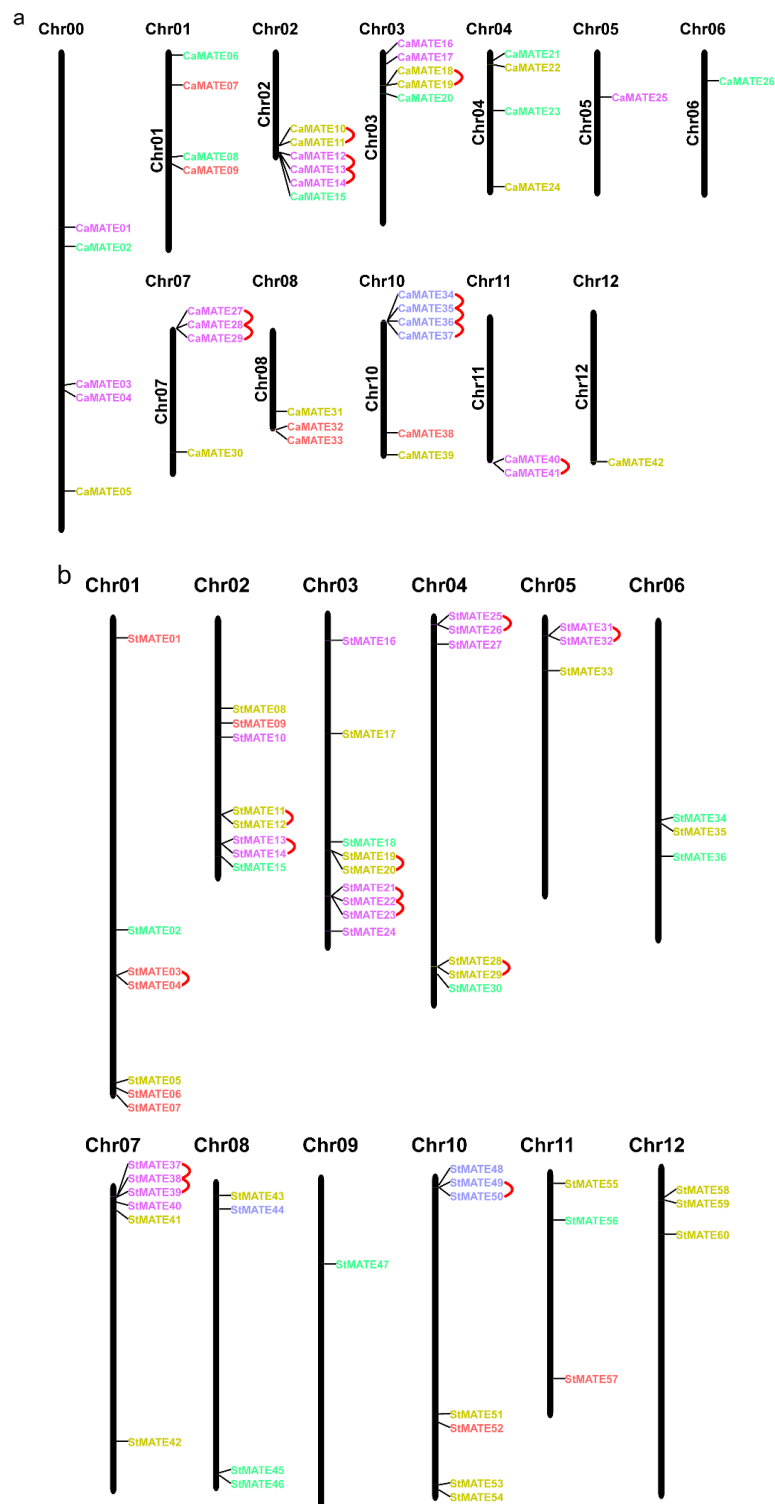 a
Chr00
Chr01
Chr02
Chr03
Chr04
Chr05
Chr06
CaMATE01
CaMATE02
CaMATE03
CaMATE04
CaMATE05
Chr01
CaMATE06
CaMATE07
CaMATE08
CaMATE09
Chr02
CaMATE10
CaMATE11
CaMATE12
CaMATE13
CaMATE14
CaMATE15
Chr03
CaMATE16
CaMATE17
CaMATE18
CaMATE19
CaMATE20
Chr04
CaMATE21
CaMATE22
CaMATE23
CaMATE24
Chr05
CaMATE25
Chr06
CaMATE26
Chr07
Chr08
Chr10
Chr11
Chr12
Chr07
CaMATE27
CaMATE28
CaMATE29
CaMATE30
Chr08
CaMATE31
CaMATE32
CaMATE33
Chr10
CaMATE34
CaMATE35
CaMATE36
CaMATE37
CaMATE38
CaMATE39
Chr11
CaMATE40
CaMATE41
Chr12
CaMATE42
b
Chr01
Chr02
Chr03
Chr04
Chr05
Chr06
StMATE01
StMATE02
StMATE03
StMATE04
StMATE05
StMATE06
StMATE07
StMATE08
StMATE09
StMATE10
StMATE11
StMATE12
StMATE13
StMATE14
StMATE15
StMATE16
StMATE17
StMATE18
StMATE19
StMATE20
StMATE21
StMATE22
StMATE23
StMATE24
StMATE25
StMATE26
StMATE27
StMATE28
StMATE29
StMATE30
StMATE31
StMATE32
StMATE33
StMATE34
StMATE35
StMATE36
Chr07
Chr08
Chr09
Chr10
Chr11
Chr12
StMATE37
StMATE38
StMATE39
StMATE40
StMATE41
StMATE42
StMATE43
StMATE44
StMATE45
StMATE46
StMATE47
StMATE48
StMATE49
StMATE50
StMATE51
StMATE52
StMATE53
StMATE54
StMATE55
StMATE56
StMATE57
StMATE58
StMATE59
StMATE60